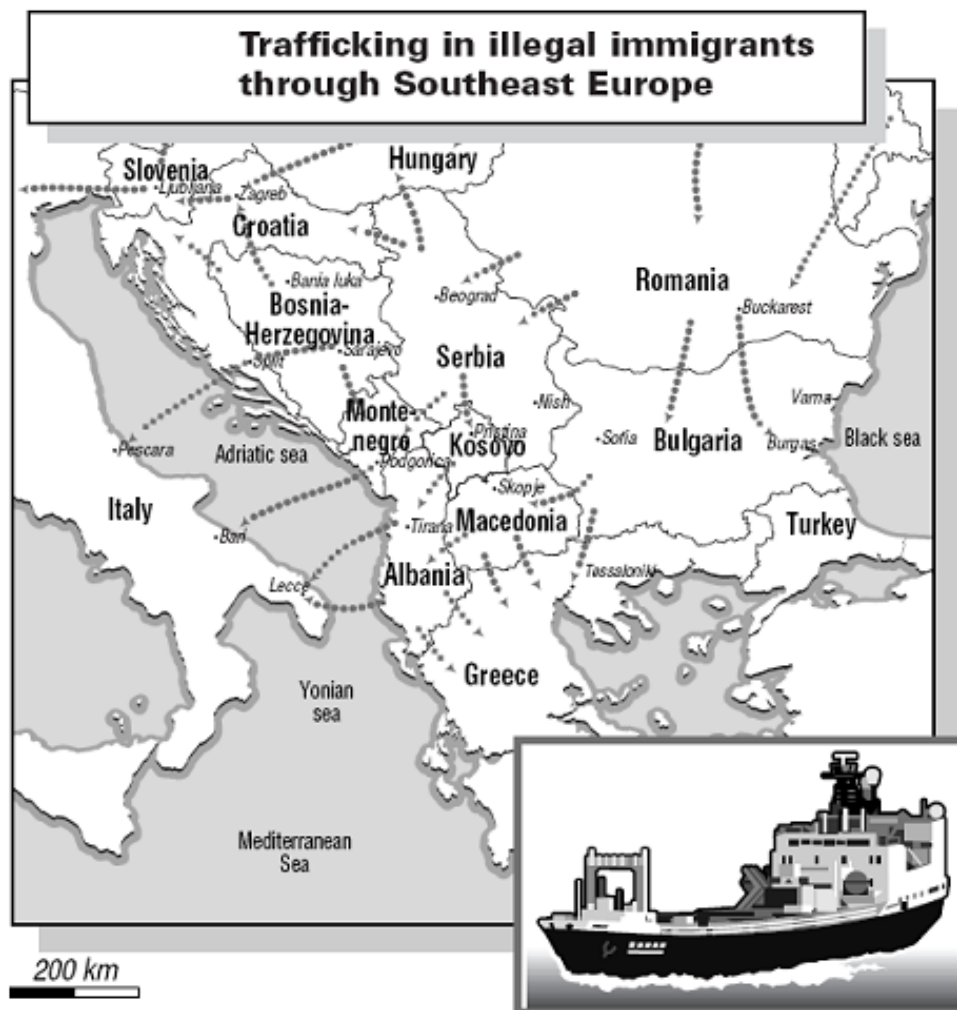 Trafficking in illegal immigrants
through Southeast Europe
Hungary
Slovenia
Ljubljana
Zagreb
Croatia
Romania
Bania luka
Beograd
Buckarest
Bosnia-
Herzegovina
Sarajevo
Split
Serbia
Nish
Varna
Monte-
negro
Pristina
Kosovo
Sofia
Bulgaria
Burgas
Black sea
Pescara
Adriatic sea
Podgorica
Skopje
Italy
Bari
Tirana
Macedonia
Turkey
Albania
Tessaloniki
Lecce
Greece
Yonian
sea
Mediterranean
Sea
200 km